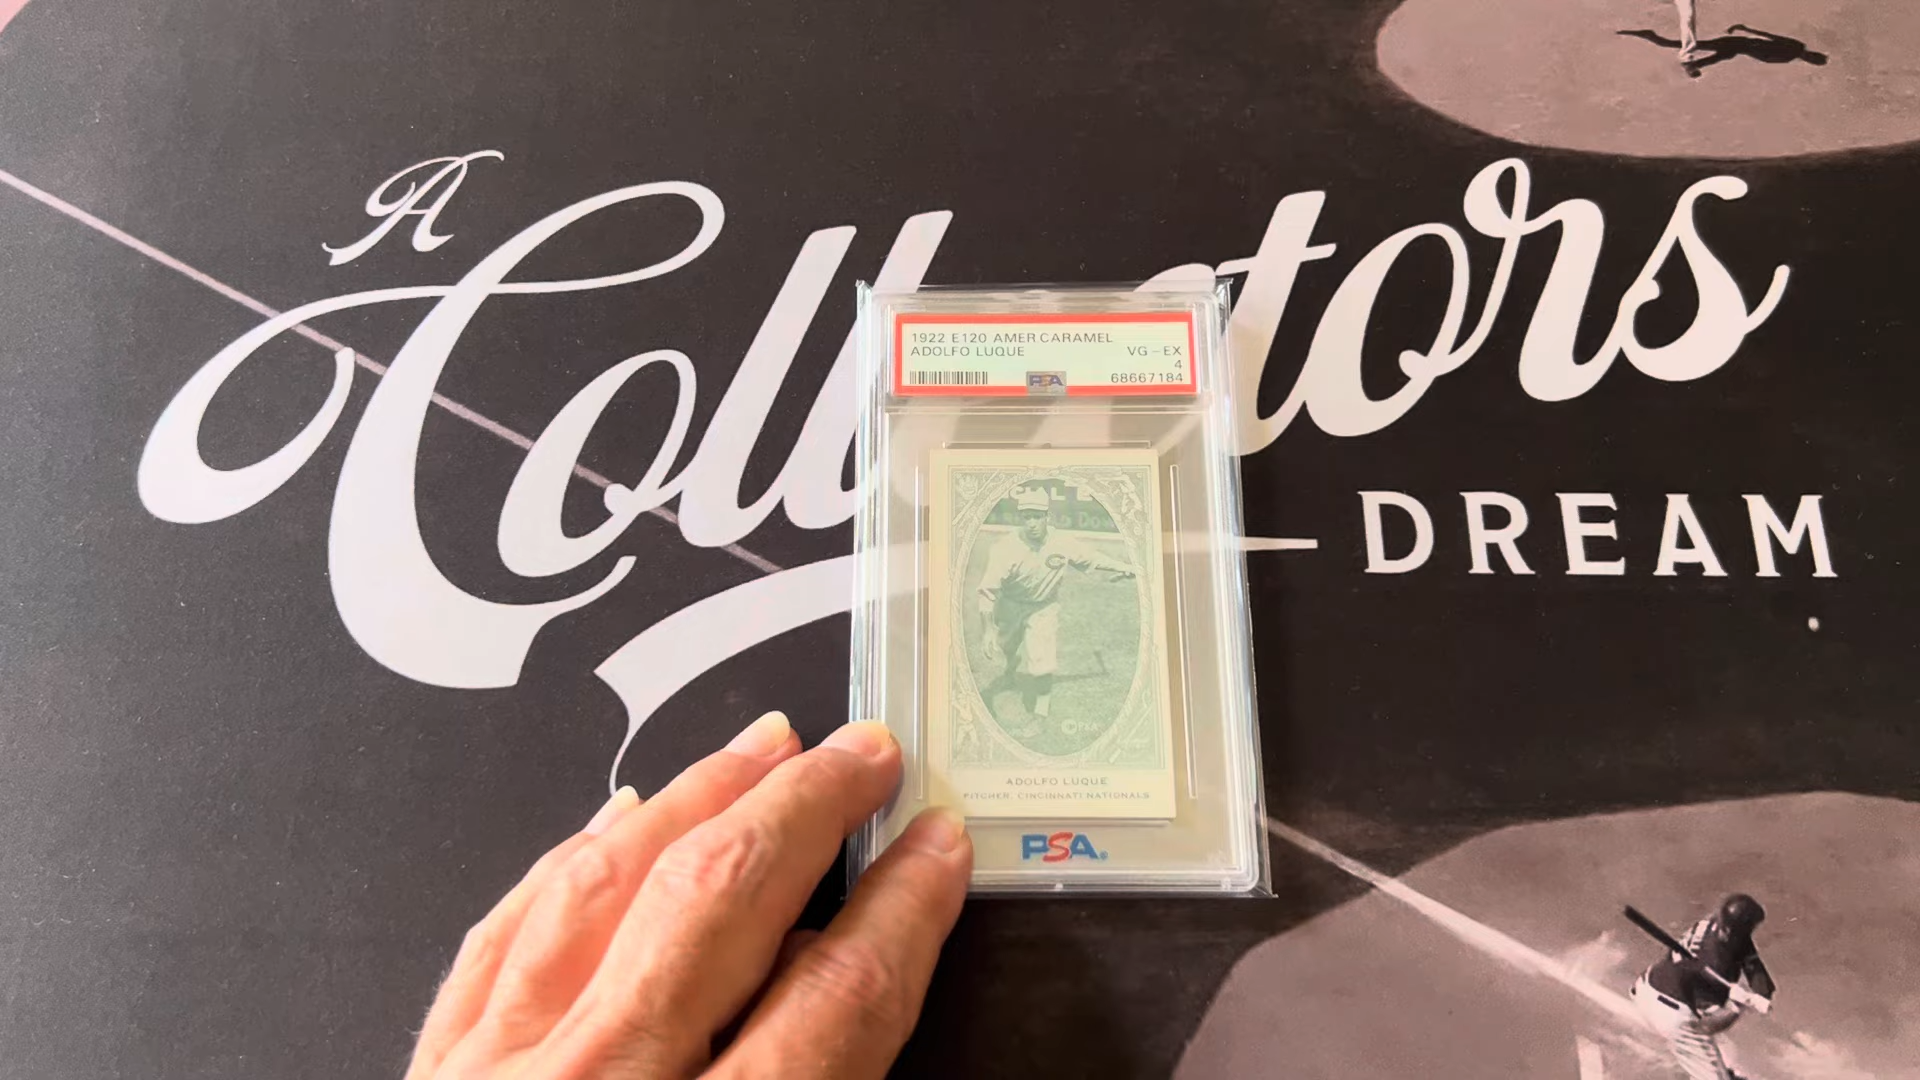 A
Coll ctors
DREAM
1922 E120 AMER CARAMEL
ADOLFO LUQUE VG-EX
4
PSA 68667184
ADOLFO LUQUE
PITCHER, CINCINNATI NATIONALS
PSA